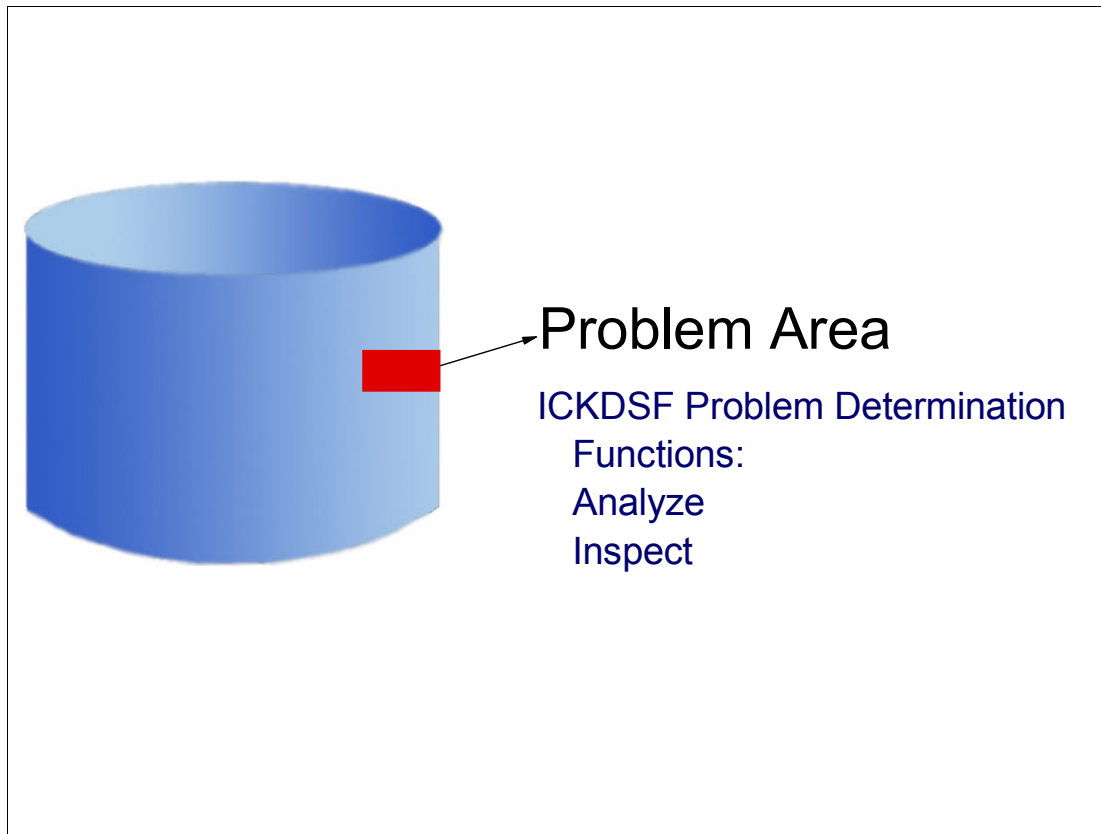 Problem Area
ICKDSF Problem Determination
Functions:
Analyze
Inspect